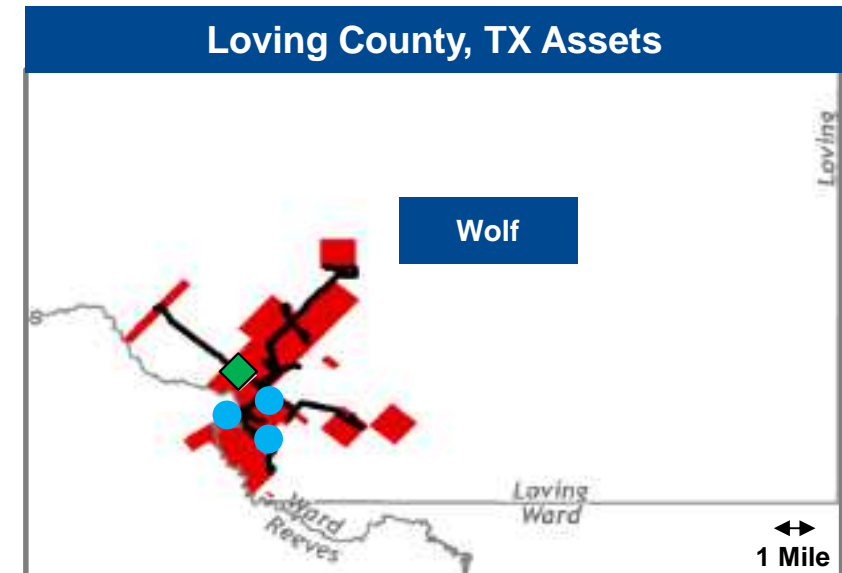 Loving County, TX Assets
Loving
Wolf
Loving
Ward
Ward
Reeves
1 Mile